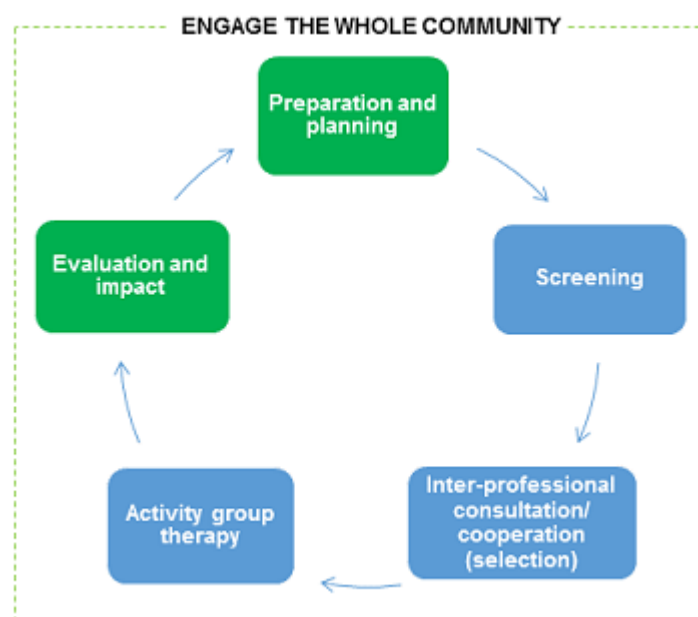 ENGAGE THE WHOLE COMMUNITY
Preparation and
planning
Screening
Inter-professional
consultation/
cooperation
(selection)
Activity group
therapy
Evaluation and
impact